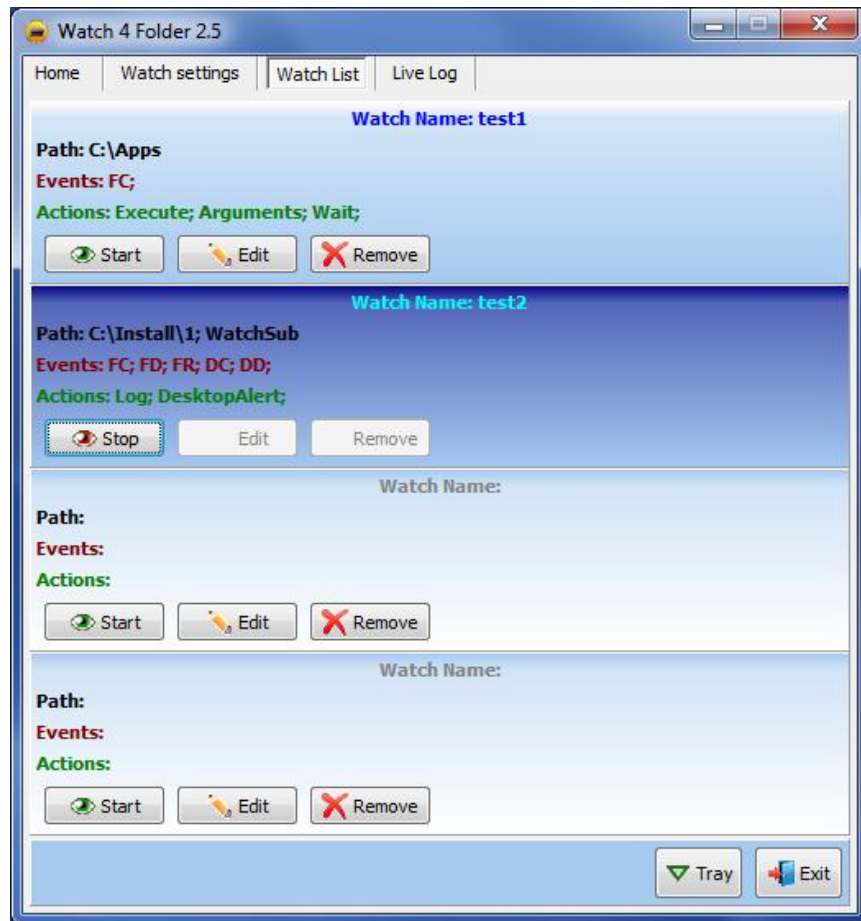 Watch 4 Folder 2.5
Home Watch settings Watch List Live Log
Watch Name: test1
Path: C:\Apps
Events: FC;
Actions: Execute; Arguments; Wait;
Start Edit Remove
Watch Name: test2
Path: C:\Install\1; WatchSub
Events: FC; FD; FR; DC; DD;
Actions: Log; DesktopAlert;
Stop Edit Remove
Watch Name:
Path:
Events:
Actions:
Start Edit Remove
Watch Name:
Path:
Events:
Actions:
Start Edit Remove
Tray Exit